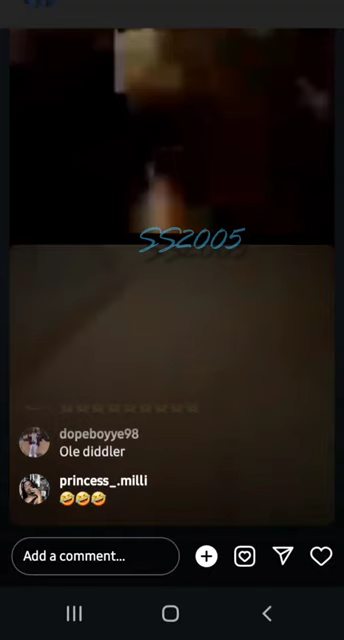 SS2005
dopeboyye98
Ole diddler
princess_.milli
🤣🤣🤣
Add a comment...